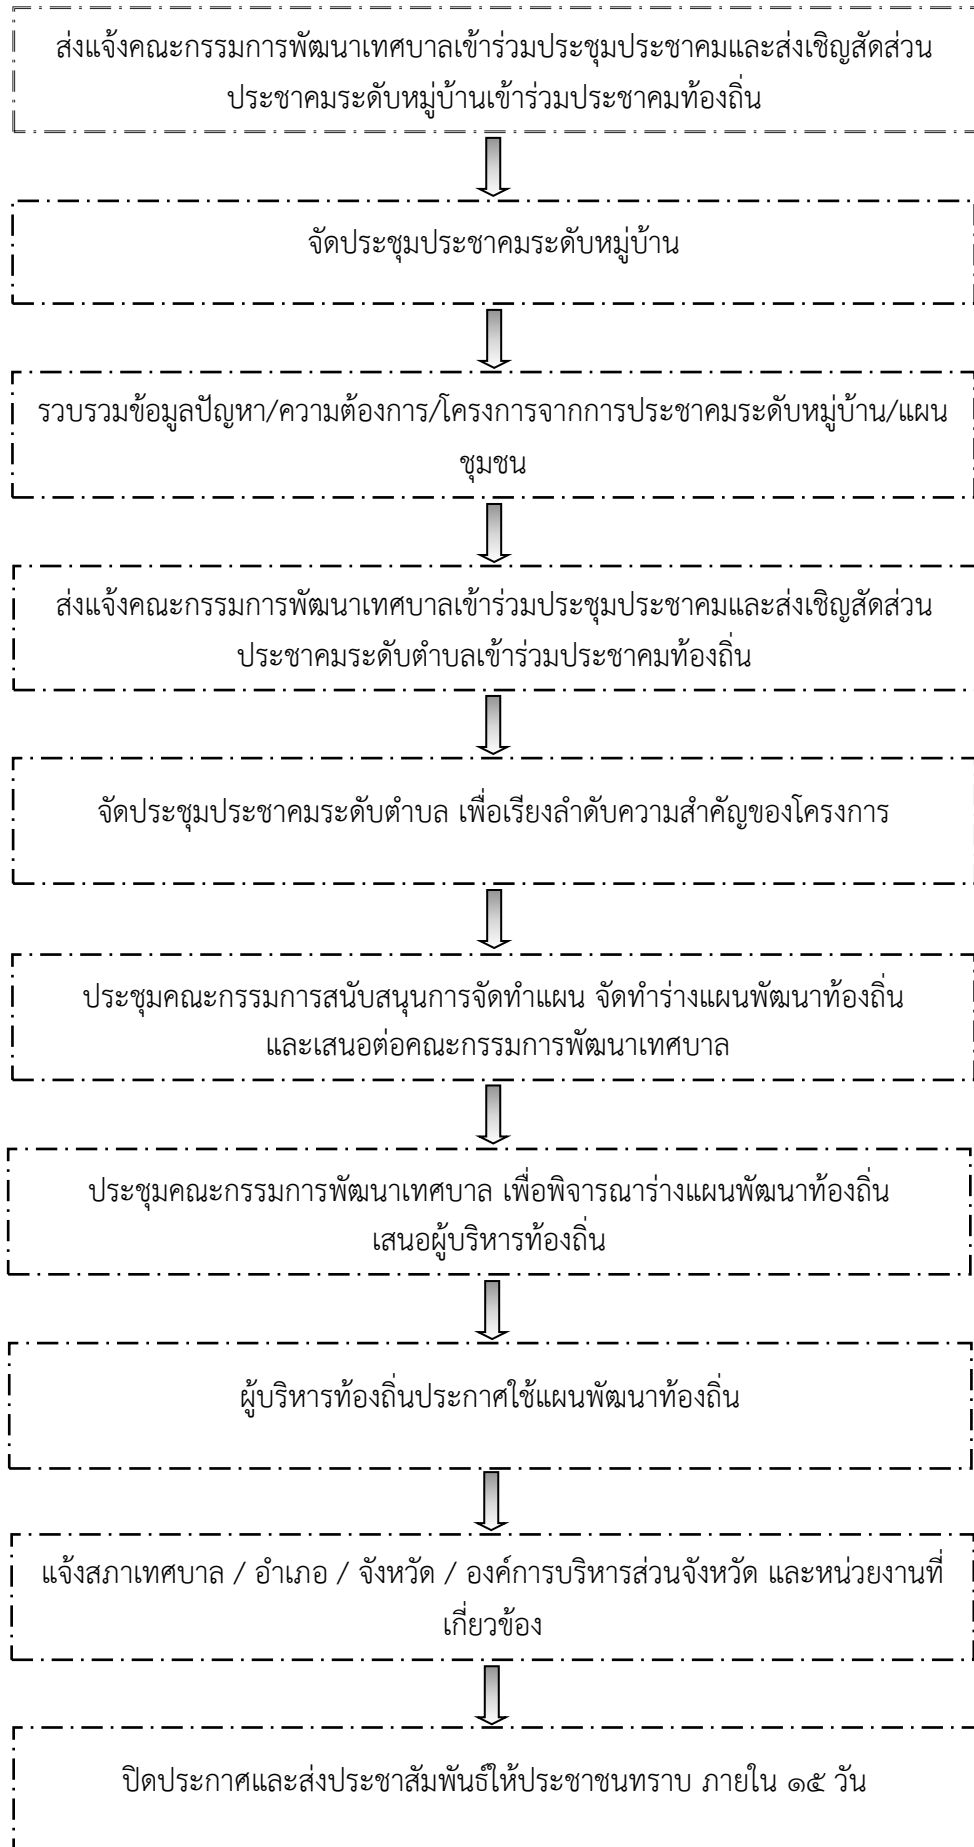 ส่งแจ้งคณะกรรมการพัฒนาเทศบาลเข้าร่วมประชุมประชาคมและส่งเชิญสัดส่วน
ประชาคมระดับหมู่บ้านเข้าร่วมประชาคมท้องถิ่น
จัดประชุมประชาคมระดับหมู่บ้าน
รวบรวมข้อมูลปัญหา/ความต้องการ/โครงการจากการประชาคมระดับหมู่บ้าน/แผน
ชุมชน
ส่งแจ้งคณะกรรมการพัฒนาเทศบาลเข้าร่วมประชุมประชาคมและส่งเชิญสัดส่วน
ประชาคมระดับตำบลเข้าร่วมประชาคมท้องถิ่น
จัดประชุมประชาคมระดับตำบล เพื่อเรียงลำดับความสำคัญของโครงการ
ประชุมคณะกรรมการสนับสนุนการจัดทำแผน จัดทำร่างแผนพัฒนาท้องถิ่น
และเสนอต่อคณะกรรมการพัฒนาเทศบาล
ประชุมคณะกรรมการพัฒนาเทศบาล เพื่อพิจารณาร่างแผนพัฒนาท้องถิ่น
เสนอผู้บริหารท้องถิ่น
ผู้บริหารท้องถิ่นประกาศใช้แผนพัฒนาท้องถิ่น
แจ้งสภาเทศบาล / อำเภอ / จังหวัด / องค์การบริหารส่วนจังหวัด และหน่วยงานที่
เกี่ยวข้อง
ปิดประกาศและส่งประชาสัมพันธ์ให้ประชาชนทราบ ภายใน ๑๕ วัน